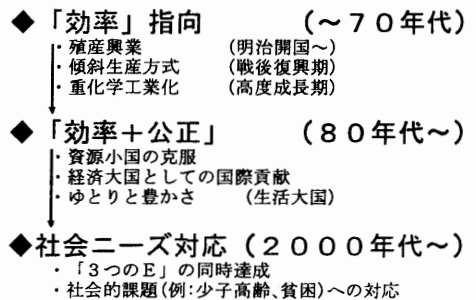 ◆「効率」指向 (～７０年代)
・殖産興業 (明治開国～)
・傾斜生産方式 (戦後復興期)
・重化学工業化 (高度成長期)
◆「効率＋公正」 (８０年代～)
・資源小国の克服
・経済大国としての国際貢献
・ゆとりと豊かさ (生活大国)
◆社会ニーズ対応 (２０００年代～)
・「３つのＥ」の同時達成
・社会的課題(例:少子高齢、貧困)への対応